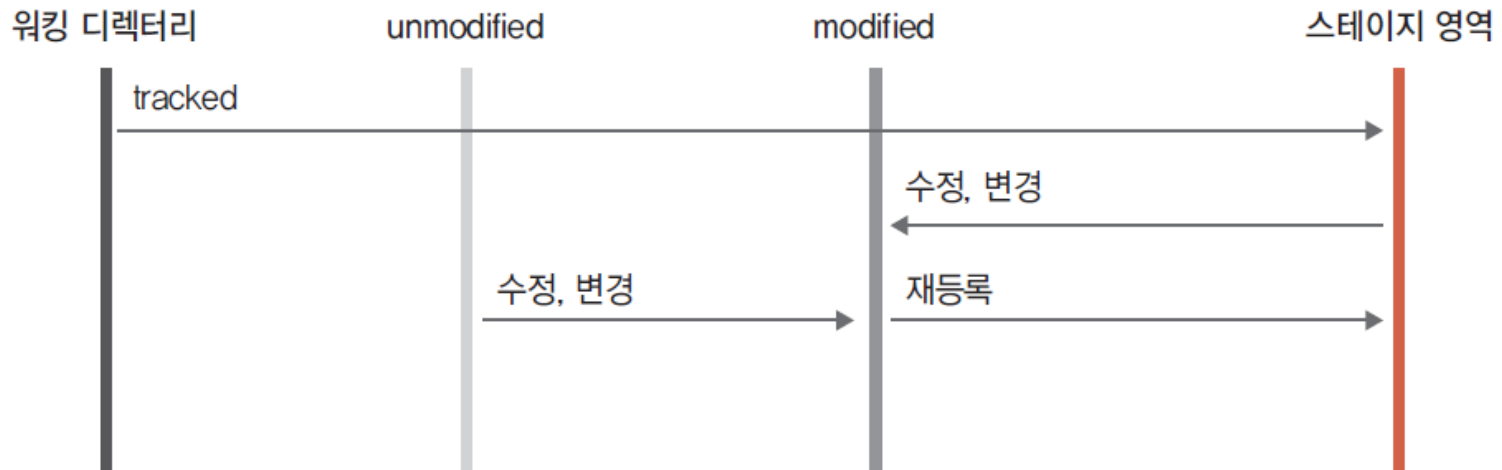 워킹 디렉터리
unmodified
modified
스테이지 영역
tracked
수정, 변경
수정, 변경
재등록